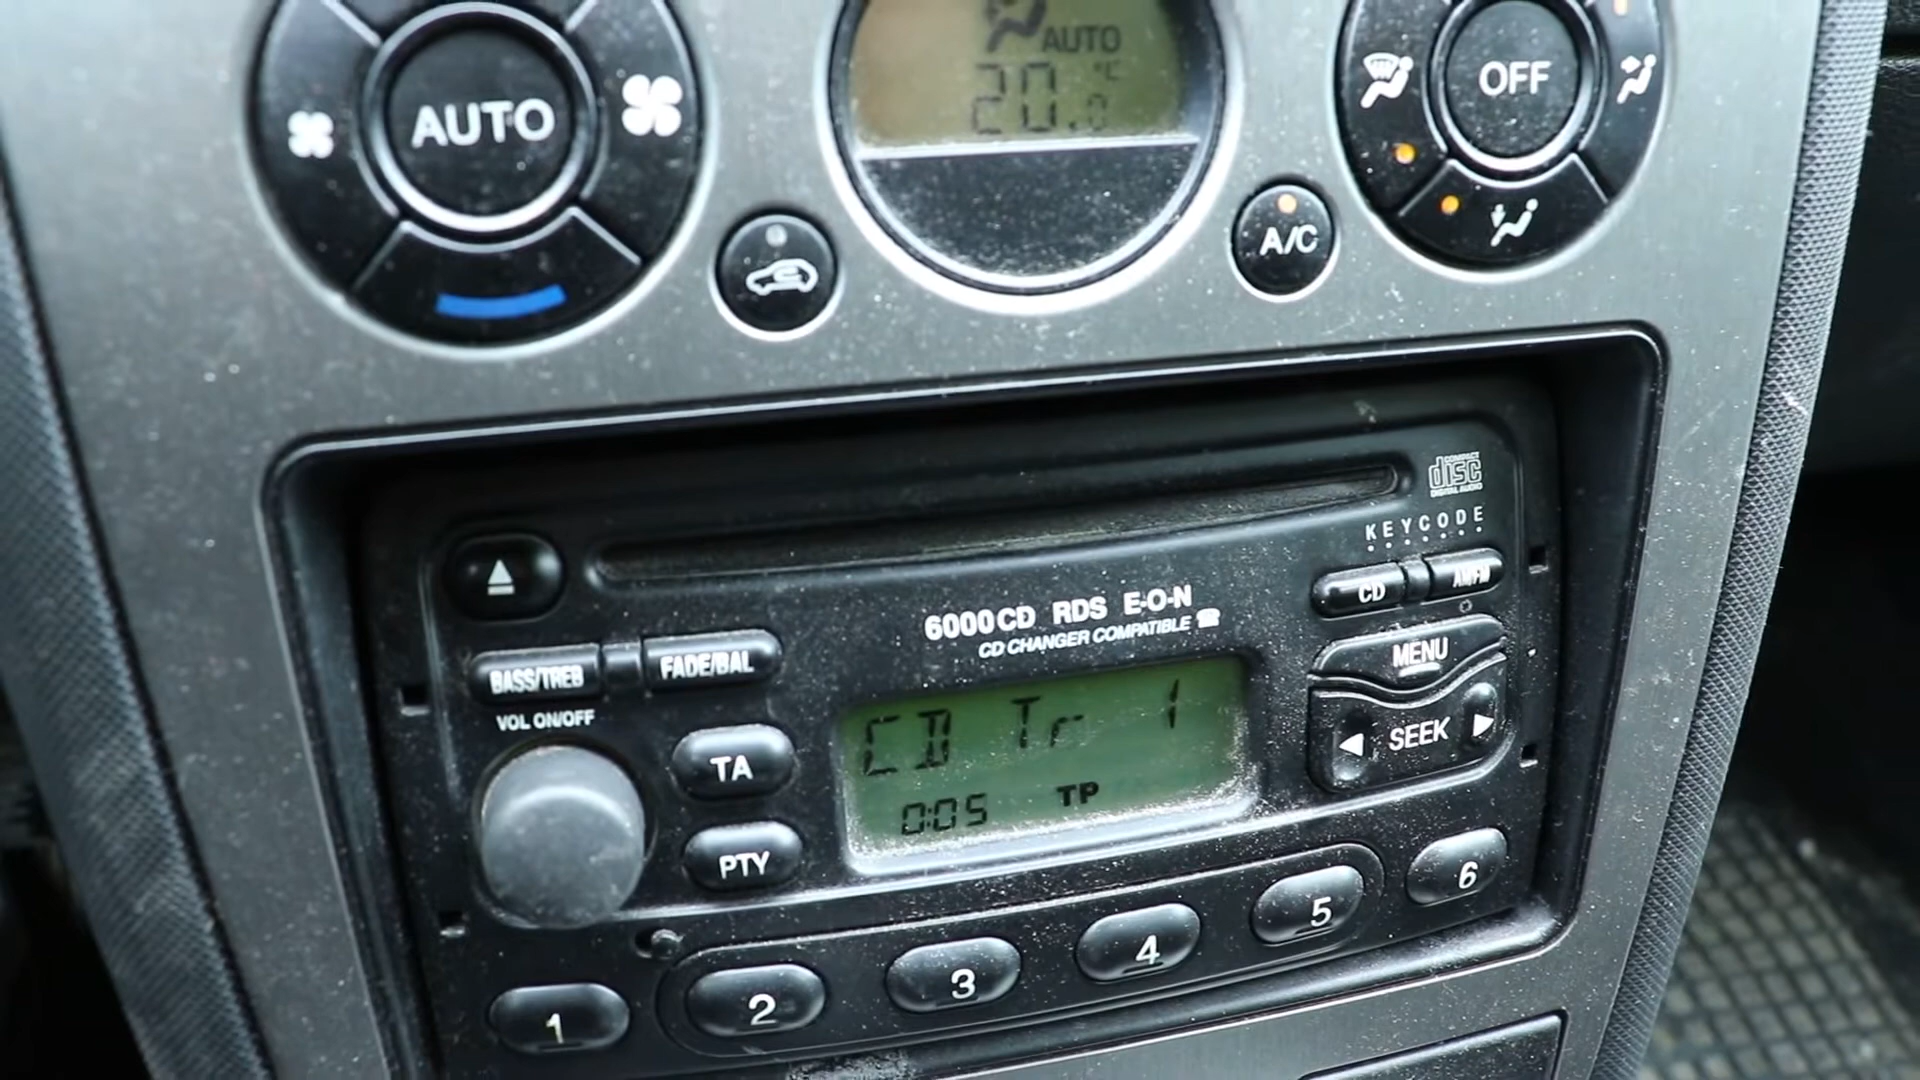 AUTO
AUTO
20.0 °C
OFF
A/C
COMPACT
disc
DIGITAL AUDIO
KEYCODE
CD
AM/FM
6000CD RDS E·O·N
CD CHANGER COMPATIBLE
BASS/TREB
FADE/BAL
MENU
VOL ON/OFF
CD Tr 1
SEEK
TA
0:05 TP
PTY
1
2
3
4
5
6